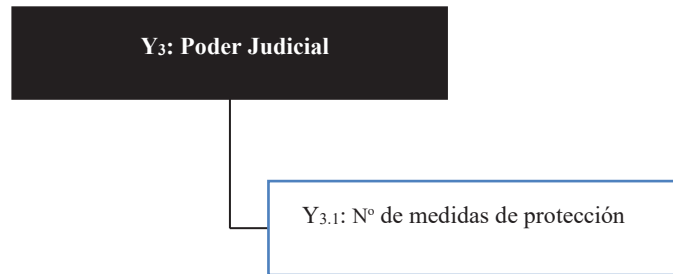 Y₃: Poder Judicial
Y₃.₁: Nº de medidas de protección